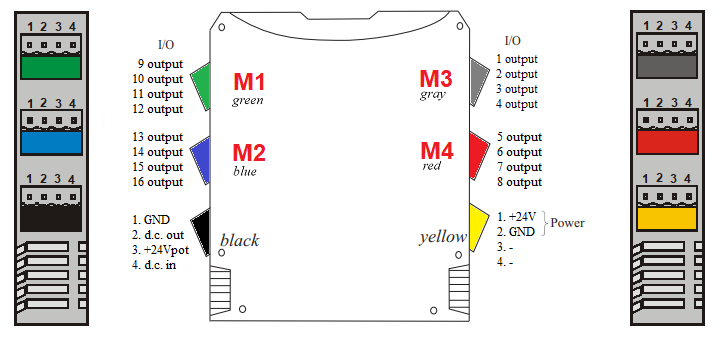 1 2 3 4
1 2 3 4
1 2 3 4
I/O
9 output
10 output
11 output
12 output
M1
green
13 output
14 output
15 output
16 output
M2
blue
1. GND
2. d.c. out
3. +24Vpot
4. d.c. in
black
I/O
1 output
2 output
3 output
4 output
M3
gray
5 output
6 output
7 output
8 output
M4
red
1. +24V
2. GND
3. -
4. -
Power
yellow
1 2 3 4
1 2 3 4
1 2 3 4